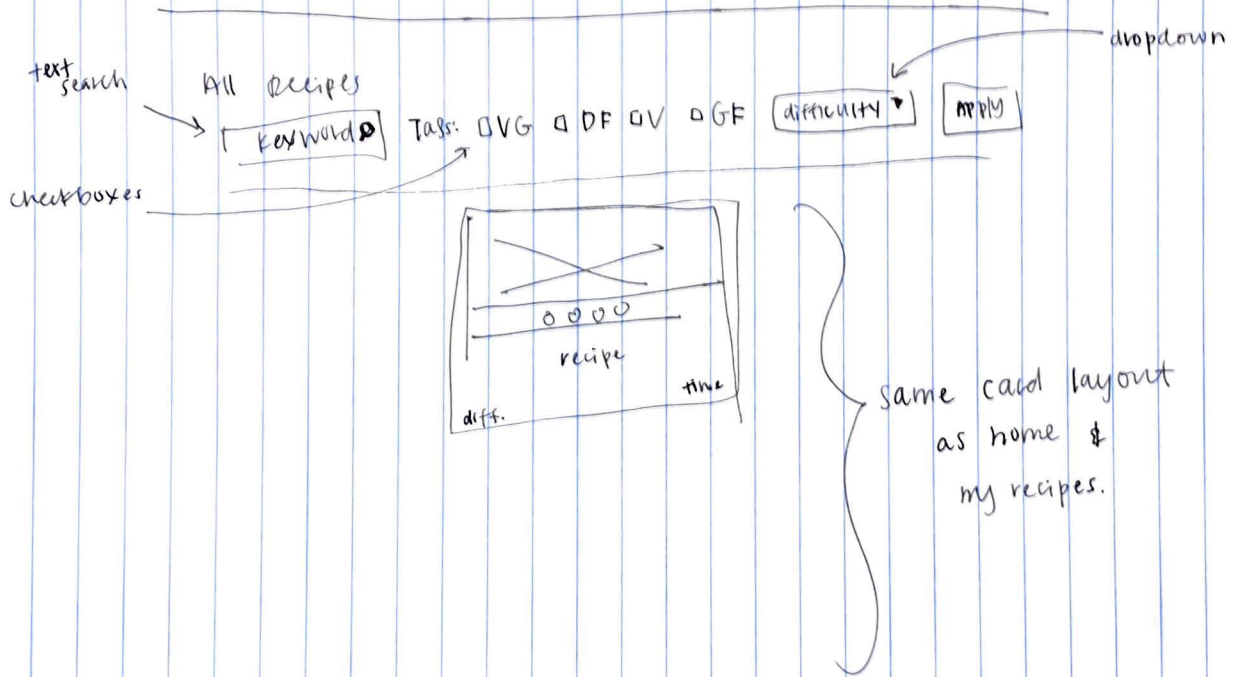 dropdown
text
search
All Recipes
keyword Tags: VG DF V GF difficulty Apply
checkboxes
recipe
time
diff.
same card layout
as home &
my recipes.